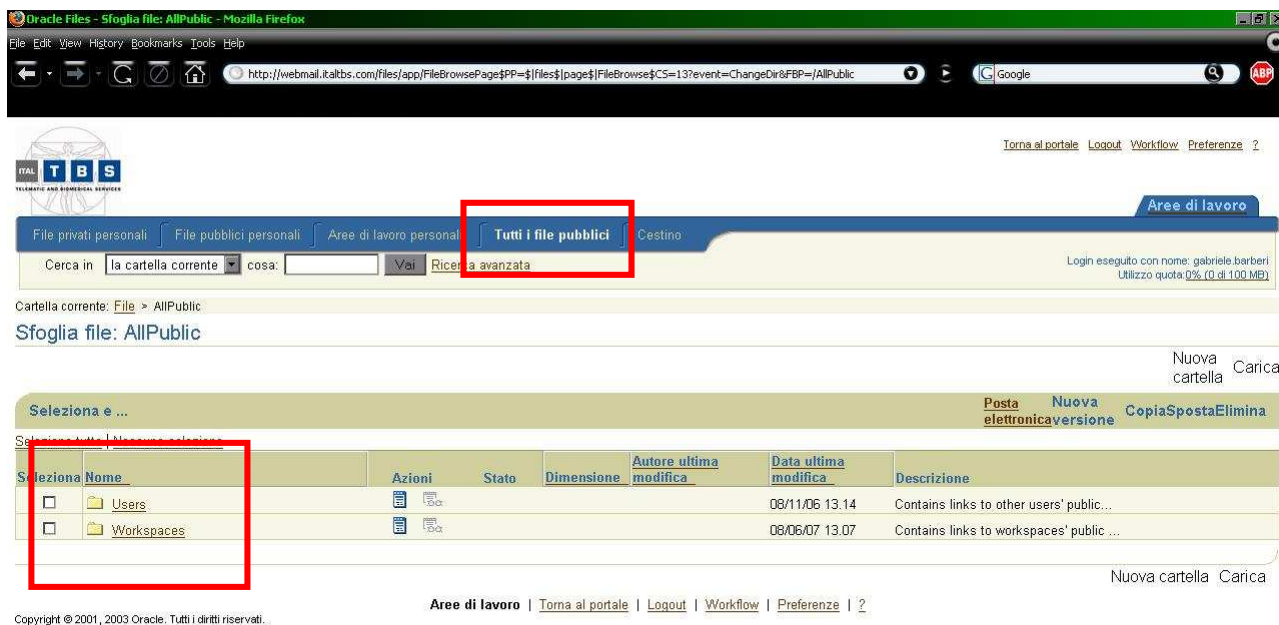 Oracle Files - Sfoglia file: AllPublic - Mozilla Firefox
File Edit View History Bookmarks Tools Help
http://webmail.italtbs.com/files/app/FileBrowsePage$PP=$|files$|page$|FileBrowse$CS=13?event=ChangeDir&FBP=/AllPublic
Google
ABP
Torna al portale Logout Workflow Preferenze ?
ITAL T B S
TELEMATIC AND BIOMEDICAL SERVICES
Aree di lavoro
File privati personali File pubblici personali Aree di lavoro personali Tutti i file pubblici Cestino
Cerca in la cartella corrente cosa: Vai Ricerca avanzata
Login eseguito con nome: gabriele.barberi
Utilizzo quota:0% (0 di 100 MB)
Cartella corrente: File > AllPublic
Sfoglia file: AllPublic
Nuova cartella Carica
Seleziona e ...
Posta elettronica Nuova versione Copia Sposta Elimina
Seleziona tutto | Nessuna selezione
Seleziona Nome Azioni Stato Dimensione Autore ultima modifica Data ultima modifica Descrizione
Users 08/11/06 13.14 Contains links to other users' public...
Workspaces 08/06/07 13.07 Contains links to workspaces' public ...
Nuova cartella Carica
Aree di lavoro | Torna al portale | Logout | Workflow | Preferenze | ?
Copyright © 2001, 2003 Oracle. Tutti i diritti riservati.